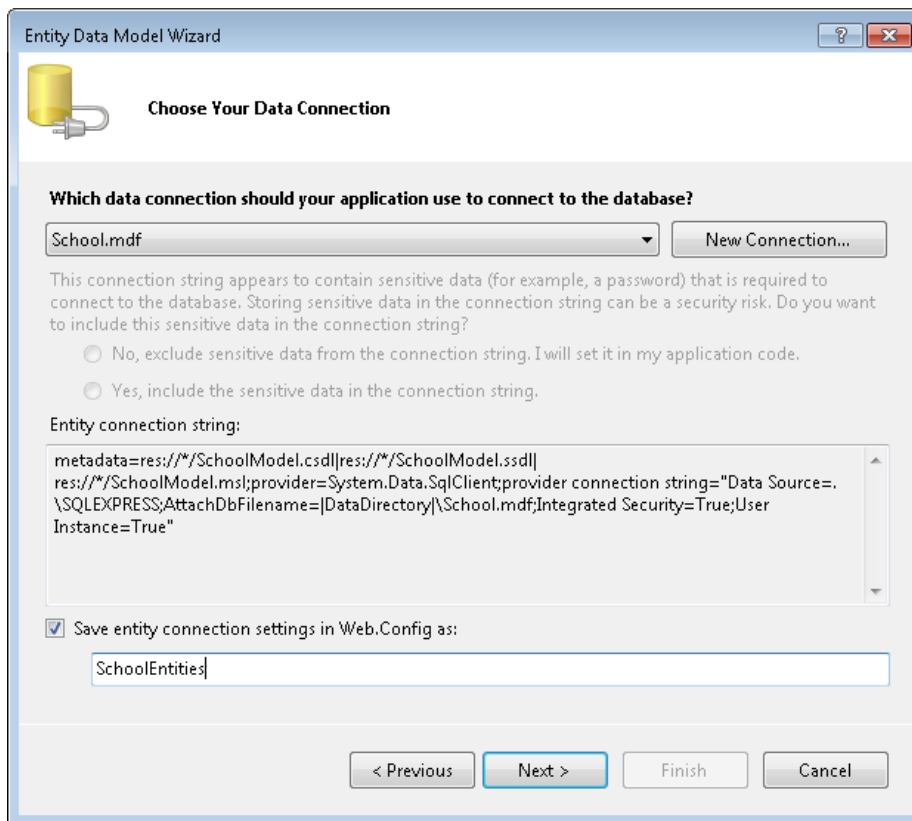 Entity Data Model Wizard
?
Choose Your Data Connection
Which data connection should your application use to connect to the database?
School.mdf
New Connection...
This connection string appears to contain sensitive data (for example, a password) that is required to
connect to the database. Storing sensitive data in the connection string can be a security risk. Do you want
to include this sensitive data in the connection string?
No, exclude sensitive data from the connection string. I will set it in my application code.
Yes, include the sensitive data in the connection string.
Entity connection string:
metadata=res://*/SchoolModel.csdl|res://*/SchoolModel.ssdl|
res://*/SchoolModel.msl;provider=System.Data.SqlClient;provider connection string="Data Source=.
\SQLEXPRESS;AttachDbFilename=|DataDirectory|\School.mdf;Integrated Security=True;User
Instance=True"
Save entity connection settings in Web.Config as:
SchoolEntities
< Previous
Next >
Finish
Cancel